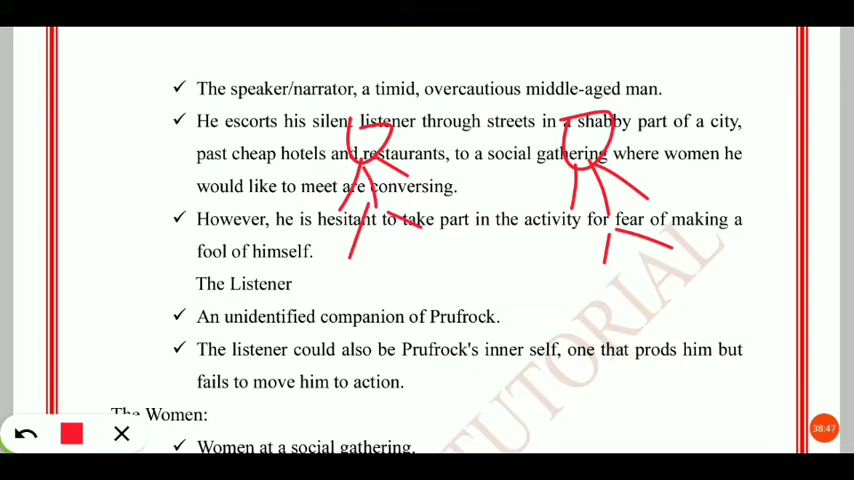 ✓ The speaker/narrator, a timid, overcautious middle-aged man.
✓ He escorts his silent listener through streets in a shabby part of a city,
past cheap hotels and restaurants, to a social gathering where women he
would like to meet are conversing.
✓ However, he is hesitant to take part in the activity for fear of making a
fool of himself.
The Listener
✓ An unidentified companion of Prufrock.
✓ The listener could also be Prufrock's inner self, one that prods him but
fails to move him to action.
The Women:
✓ Women at a social gathering.
TUTORIAL
38:47